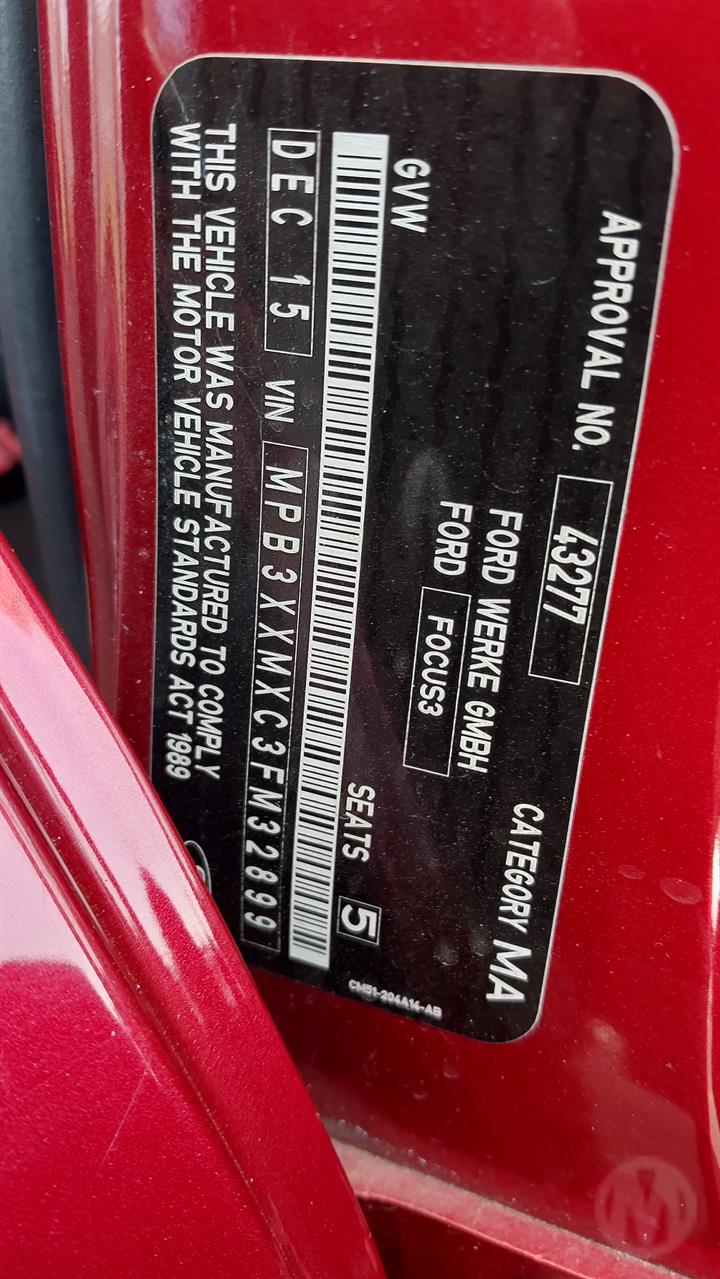 APPROVAL NO. 43277 CATEGORY MA
FORD WERKE GMBH
FORD FOCUS3
GVW SEATS 5
DEC 15 VIN MPB3XXMXC3FM32899
THIS VEHICLE WAS MANUFACTURED TO COMPLY
WITH THE MOTOR VEHICLE STANDARDS ACT 1989
CM51-204A14-AB
M